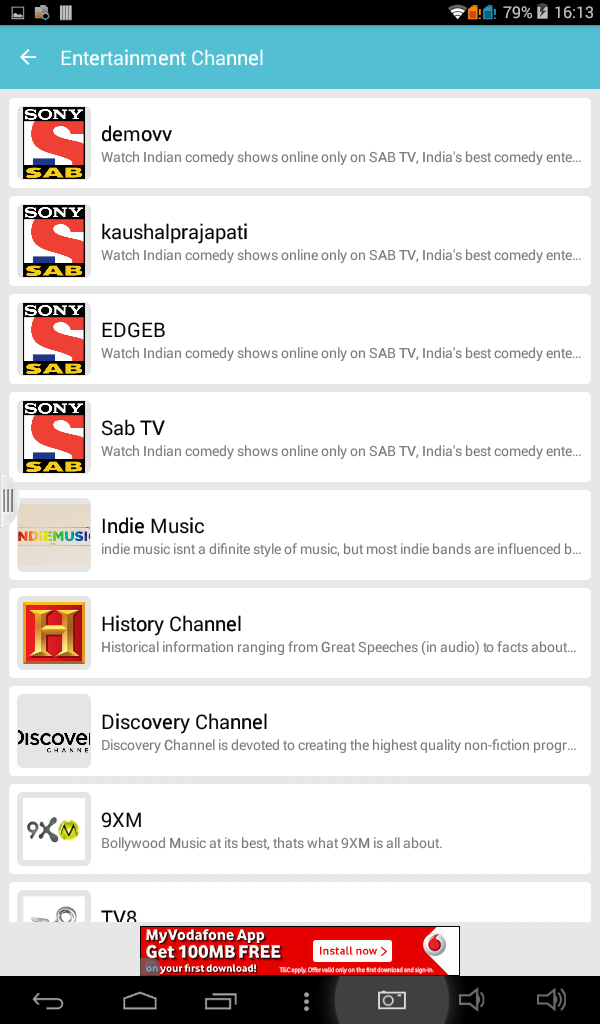 79% 16:13
Entertainment Channel
SONY
SAB
demovv
Watch Indian comedy shows online only on SAB TV, India's best comedy ente...
SONY
SAB
kaushalprajapati
Watch Indian comedy shows online only on SAB TV, India's best comedy ente...
SONY
SAB
EDGEB
Watch Indian comedy shows online only on SAB TV, India's best comedy ente...
SONY
SAB
Sab TV
Watch Indian comedy shows online only on SAB TV, India's best comedy ente...
NDiEMUSIC
Indie Music
indie music isnt a difinite style of music, but most indie bands are influenced b...
H
History Channel
Historical information ranging from Great Speeches (in audio) to facts about...
Discover
CHANNE
Discovery Channel
Discovery Channel is devoted to creating the highest quality non-fiction progr...
9XM
9XM
Bollywood Music at its best, thats what 9XM is all about.
TV8
MyVodafone App
Get 100MB FREE
on your first download!
Install now >
T&C apply. Offer valid only on the first download and sign-in.